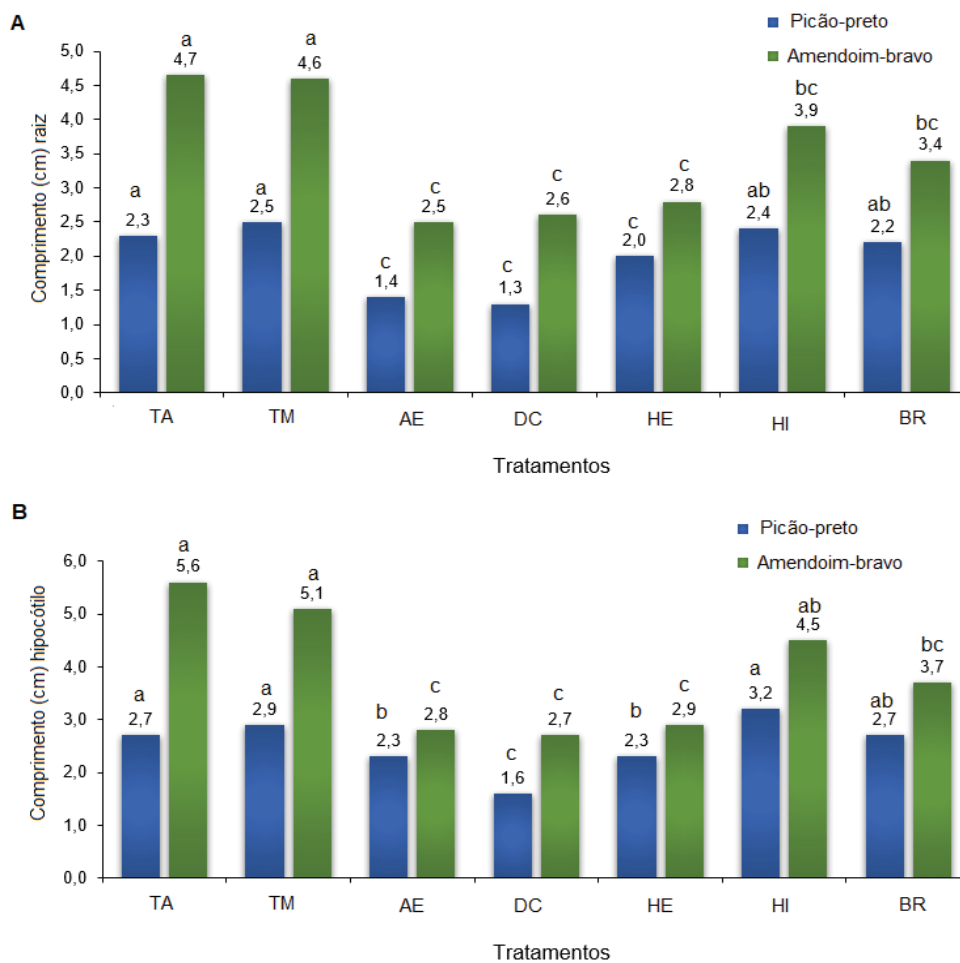 A
Picão-preto
Amendoim-bravo
Comprimento (cm) raiz
5,0
4,5
4,0
3,5
3,0
2,5
2,0
1,5
1,0
0,5
0,0
a
2,3
a
4,7
a
2,5
a
4,6
c
1,4
c
2,5
c
1,3
c
2,6
c
2,0
c
2,8
ab
2,4
bc
3,9
ab
2,2
bc
3,4
TA TM AE DC HE HI BR
Tratamentos
B
Picão-preto
Amendoim-bravo
Comprimento (cm) hipocótilo
6,0
5,0
4,0
3,0
2,0
1,0
0,0
a
2,7
a
5,6
a
2,9
a
5,1
b
2,3
c
2,8
c
1,6
c
2,7
b
2,3
c
2,9
a
3,2
ab
4,5
ab
2,7
bc
3,7
TA TM AE DC HE HI BR
Tratamentos